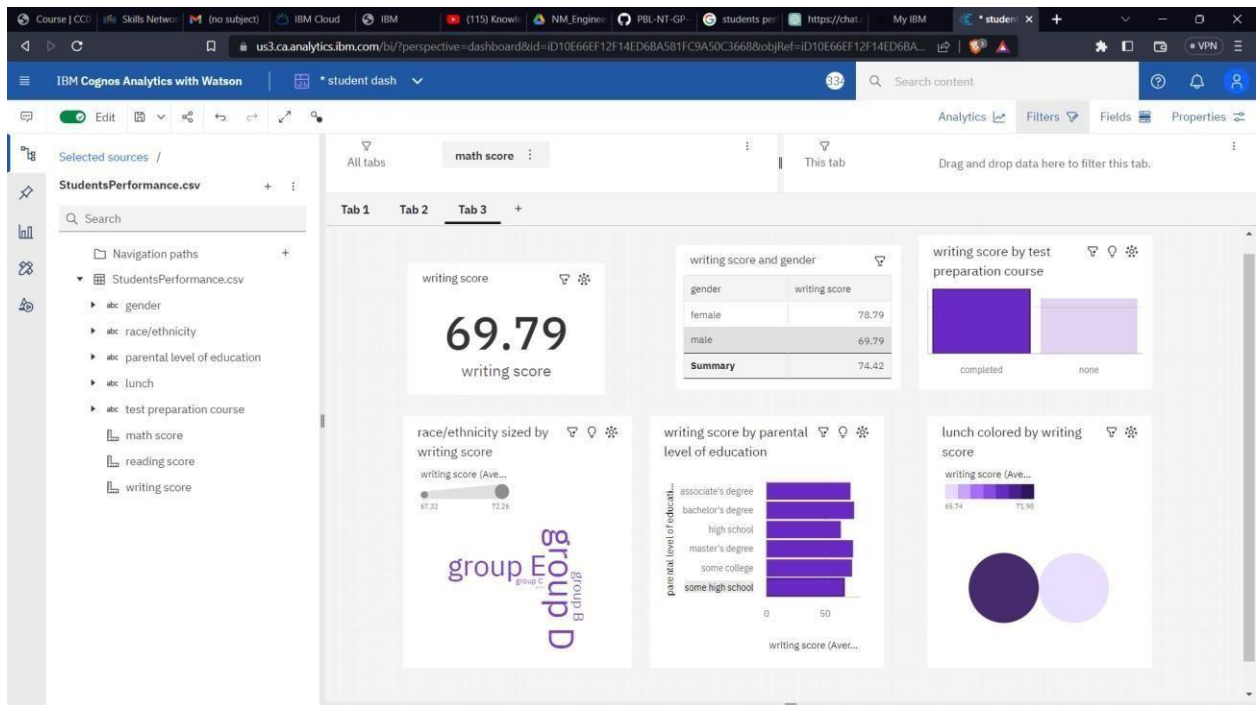 Course | CCD
Skills Networ
(no subject)
IBM Cloud
IBM
(115) Knowle
NM_Enginee
PBL-NT-GP-
students per
https://chat.
My IBM
* student
us3.ca.analytics.ibm.com/bi/?perspective=dashboard&id=iD10E66EF12F14ED6BA581FC9A50C3668&objRef=iD10E66EF12F14ED6BA...
VPN
IBM Cognos Analytics with Watson
* student dash
Search content
Edit
Analytics
Filters
Fields
Properties
Selected sources /
StudentsPerformance.csv
Search
Navigation paths
StudentsPerformance.csv
abc gender
abc race/ethnicity
abc parental level of education
abc lunch
abc test preparation course
math score
reading score
writing score
All tabs
math score
This tab
Drag and drop data here to filter this tab.
Tab 1 Tab 2 Tab 3 +
writing score
69.79
writing score
writing score and gender
gender writing score
female 78.79
male 69.79
Summary 74.42
writing score by test
preparation course
completed none
race/ethnicity sized by
writing score
writing score (Ave...
67.32 72.26
group E
group D
group C
group B
writing score by parental
level of education
parental level of educati...
associate's degree
bachelor's degree
high school
master's degree
some college
some high school
0 50
writing score (Aver...
lunch colored by writing
score
writing score (Ave...
65.74 71.98